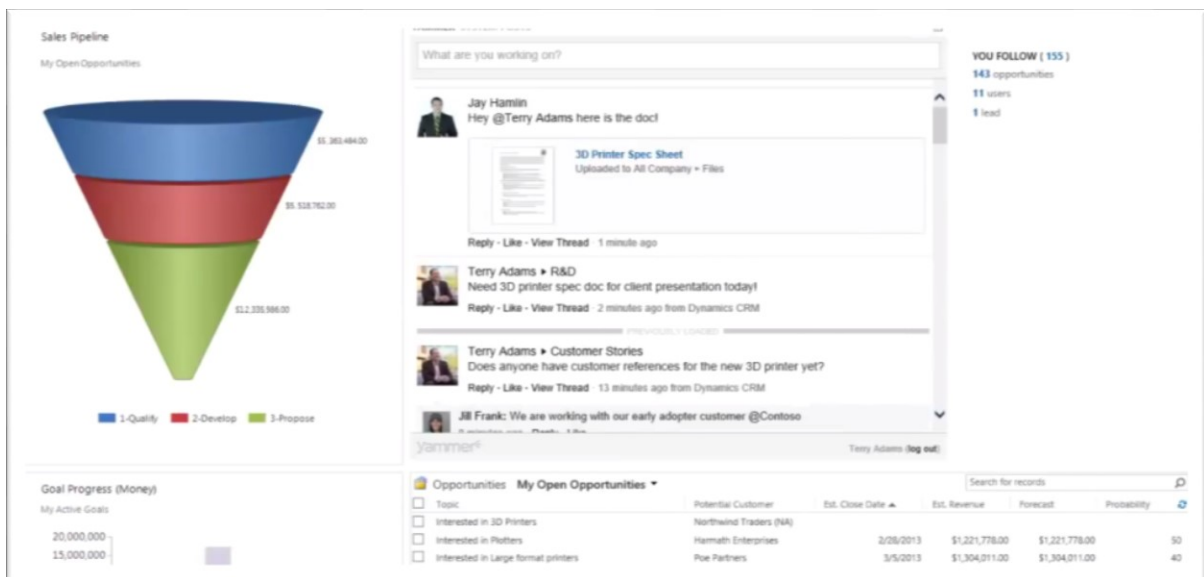 Sales Pipeline
My Open Opportunities
1-Qualify 2-Develop 3-Propose
What are you working on?
Jay Hamlin
Hey @Terry Adams here is the doc!
3D Printer Spec Sheet
Uploaded to All Company • Files
Reply - Like - View Thread · 1 minute ago
Terry Adams ▸ R&D
Need 3D printer spec doc for client presentation today!
Reply - Like - View Thread · 2 minutes ago from Dynamics CRM
PREVIOUSLY LOADED
Terry Adams ▸ Customer Stories
Does anyone have customer references for the new 3D printer yet?
Reply - Like - View Thread · 13 minutes ago from Dynamics CRM
Jill Frank: We are working with our early adopter customer @Contoso
yammer
Terry Adams (log out)
YOU FOLLOW ( 155 )
143 opportunities
11 users
1 lead
Goal Progress (Money)
My Active Goals
20,000,000
15,000,000
Opportunities My Open Opportunities
Search for records
Topic Potential Customer Est. Close Date Est. Revenue Forecast Probability
Interested in 3D Printers Northwind Traders (NA)
Interested in Plotters Harmath Enterprises 2/28/2013 $1,221,778.00 $1,221,778.00 50
Interested in Large format printers Poe Partners 3/5/2013 $1,304,011.00 $1,304,011.00 40